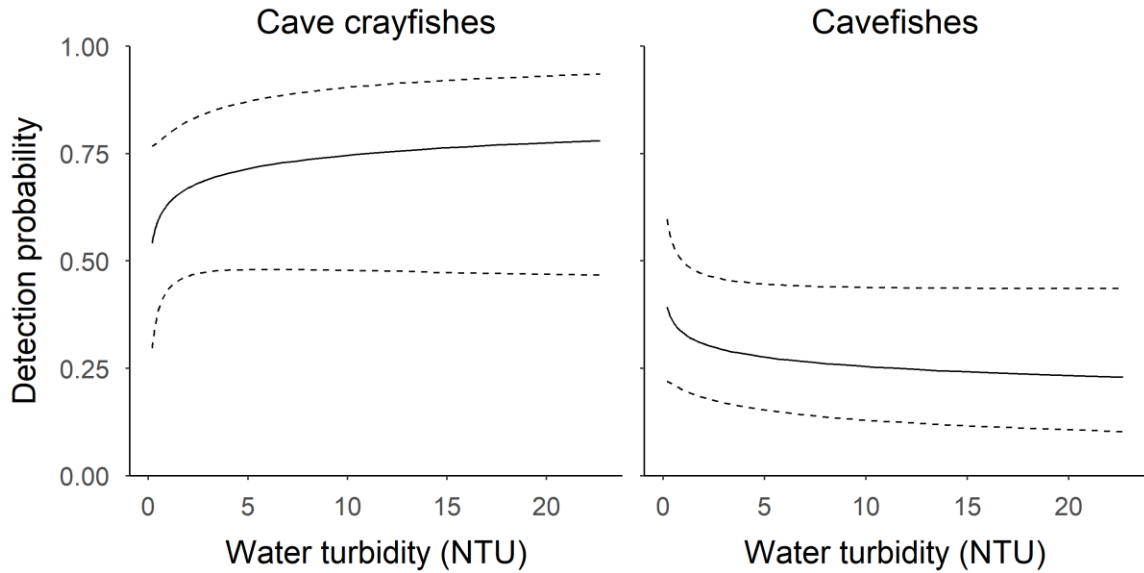 Cave crayfishes
Cavefishes
Detection probability
1.00
0.75
0.50
0.25
0.00
0 5 10 15 20
0 5 10 15 20
Water turbidity (NTU)
Water turbidity (NTU)